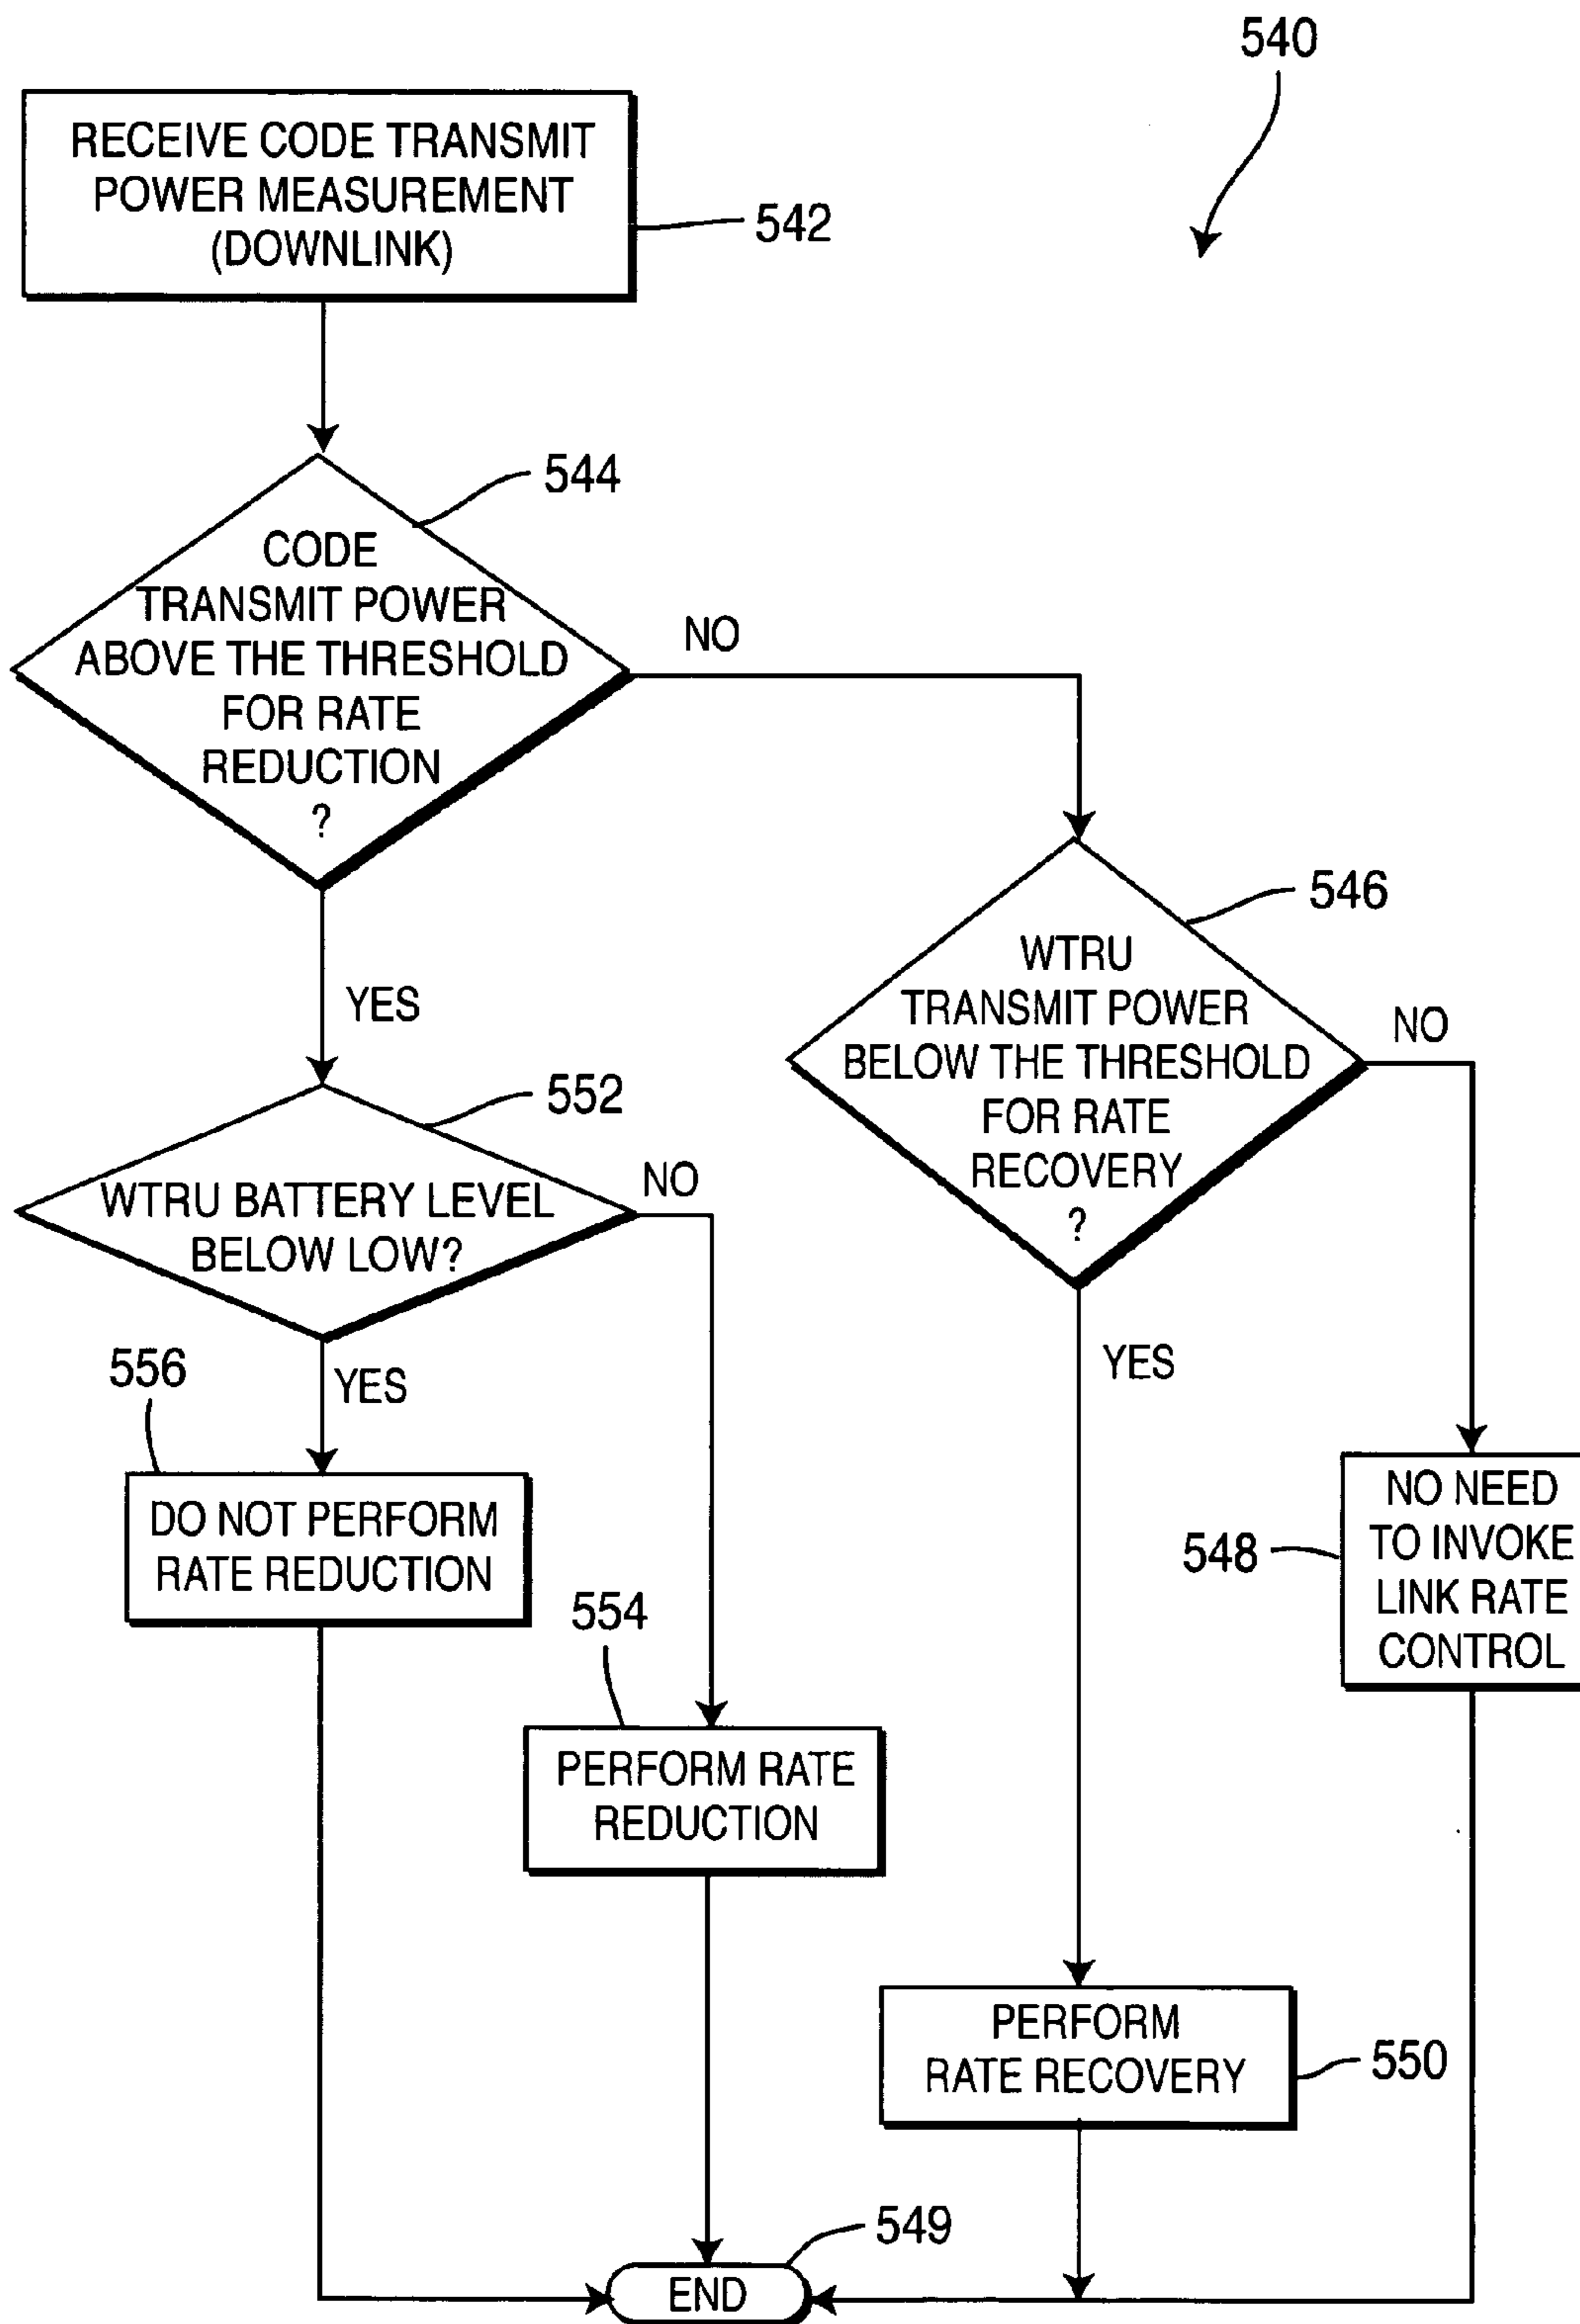 540
RECEIVE CODE TRANSMIT
POWER MEASUREMENT
(DOWNLINK)
542
544
CODE
TRANSMIT POWER
ABOVE THE THRESHOLD
FOR RATE
REDUCTION
?
NO
YES
546
WTRU
TRANSMIT POWER
BELOW THE THRESHOLD
FOR RATE
RECOVERY
?
NO
YES
552
WTRU BATTERY LEVEL
BELOW LOW?
NO
YES
556
DO NOT PERFORM
RATE REDUCTION
554
PERFORM RATE
REDUCTION
548
NO NEED
TO INVOKE
LINK RATE
CONTROL
PERFORM
RATE RECOVERY
550
549
END